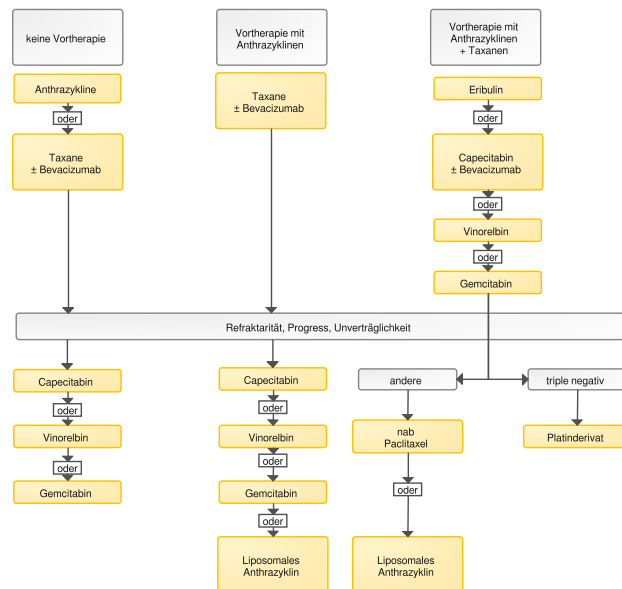 keine Vortherapie
Vortherapie mit
Anthrazyklinen
Vortherapie mit
Anthrazyklinen
+ Taxanen
Anthrazykline
oder
Taxane
± Bevacizumab
Taxane
± Bevacizumab
Eribulin
oder
Capecitabin
± Bevacizumab
oder
Vinorelbin
oder
Gemcitabin
Refraktarität, Progress, Unverträglichkeit
Capecitabin
oder
Vinorelbin
oder
Gemcitabin
Capecitabin
oder
Vinorelbin
oder
Gemcitabin
oder
Liposomales
Anthrazyklin
andere
nab
Paclitaxel
oder
Liposomales
Anthrazyklin
triple negativ
Platinderivat